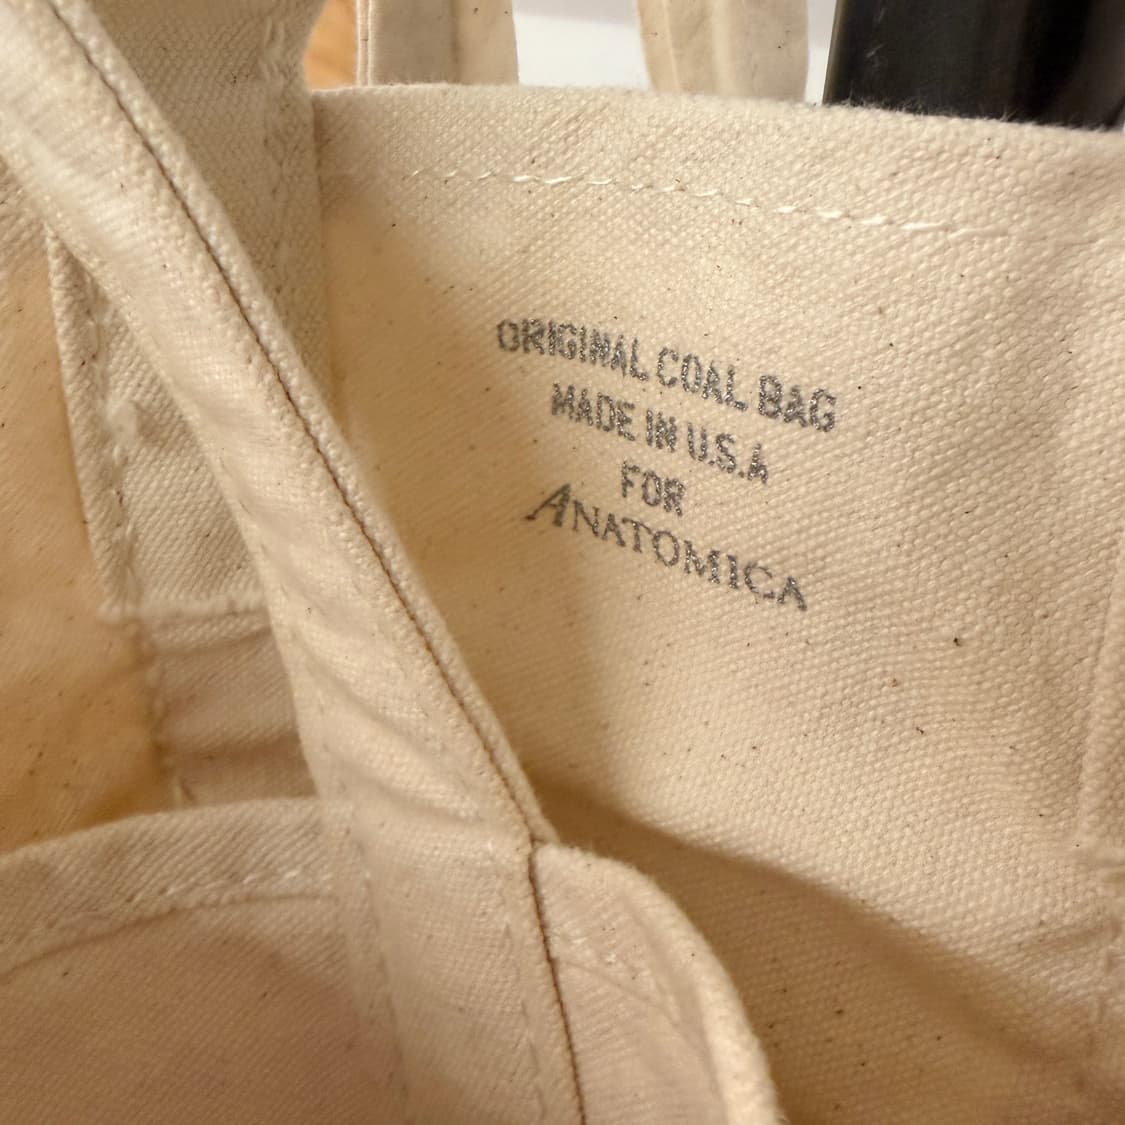 ORIGINAL COAL BAG
MADE IN U.S.A
FOR
ANATOMICA